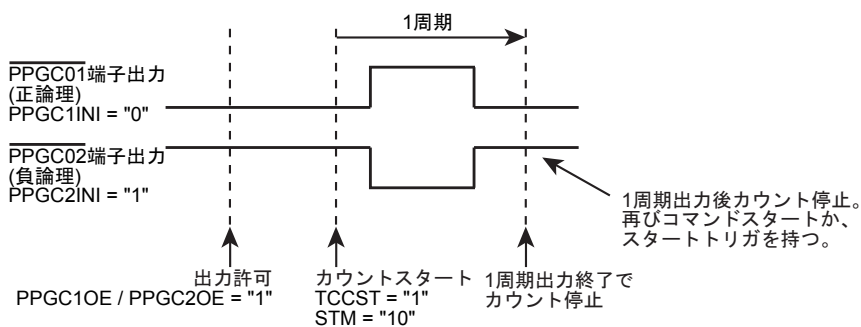 1周期
PPGC01端子出力
(正論理)
PPGC1INI = "0"
PPGC02端子出力
(負論理)
PPGC2INI = "1"
1周期出力後カウント停止。
再びコマンドスタートか、
スタートトリガを持つ。
出力許可
PPGC1OE / PPGC2OE = "1"
カウントスタート
TCCST = "1"
STM = "10"
1周期出力終了で
カウント停止